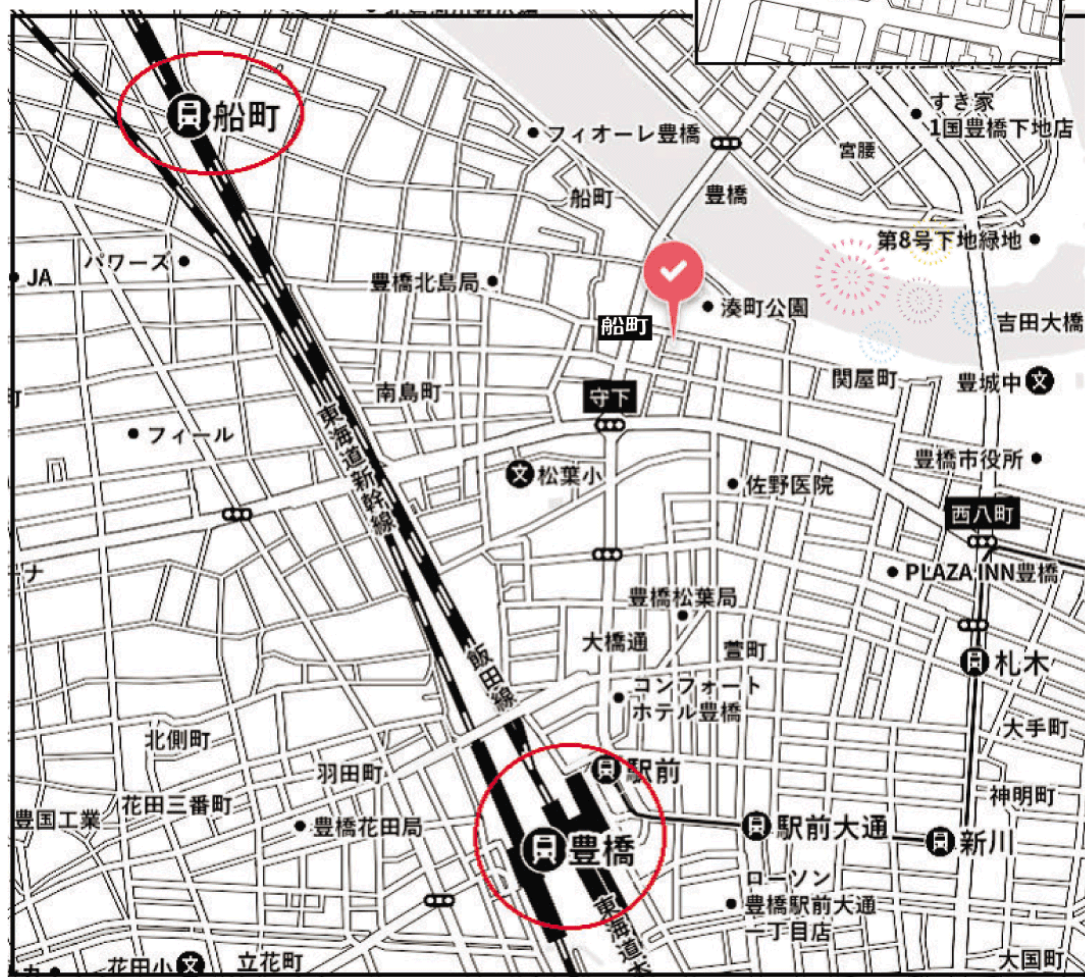 船町
フィオーレ豊橋
すき家
1国豊橋下地店
宮腰
船町
豊橋
第8号下地緑地
パワーズ
JA
豊橋北島局
湊町公園
船町
吉田大橋
南島町
守下
関屋町
豊城中
文
フィール
東海道新幹線
文
松葉小
佐野医院
豊橋市役所
西八町
ナ
PLAZA INN豊橋
豊橋松葉局
大橋通
萱町
札木
飯田線
コンフォート
ホテル豊橋
大手町
北側町
羽田町
駅前
花田三番町
神明町
豊国工業
豊橋花田局
豊橋
駅前大通
新川
ローソン
豊橋駅前大通
一丁目店
東海道本
花田小
文
立花町
大国町